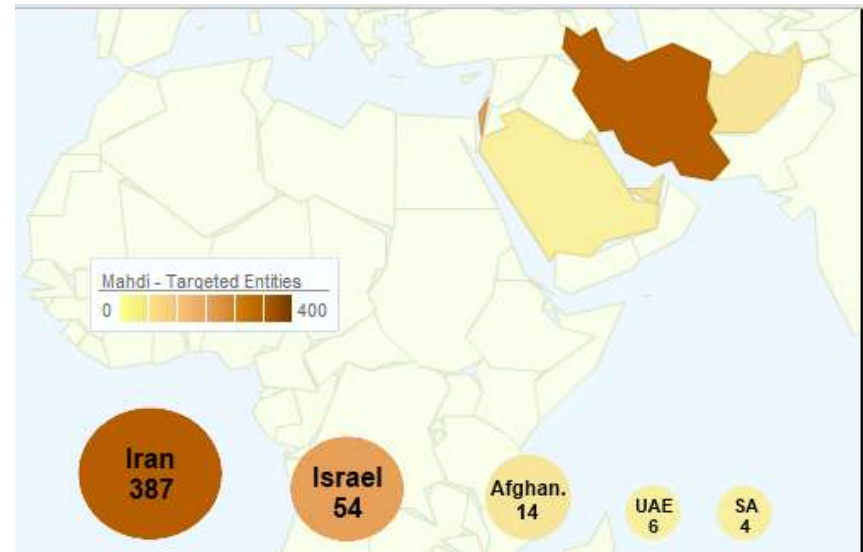 Mahdi - Targeted Entities
0 400
Iran
387
Israel
54
Afghan.
14
UAE
6
SA
4